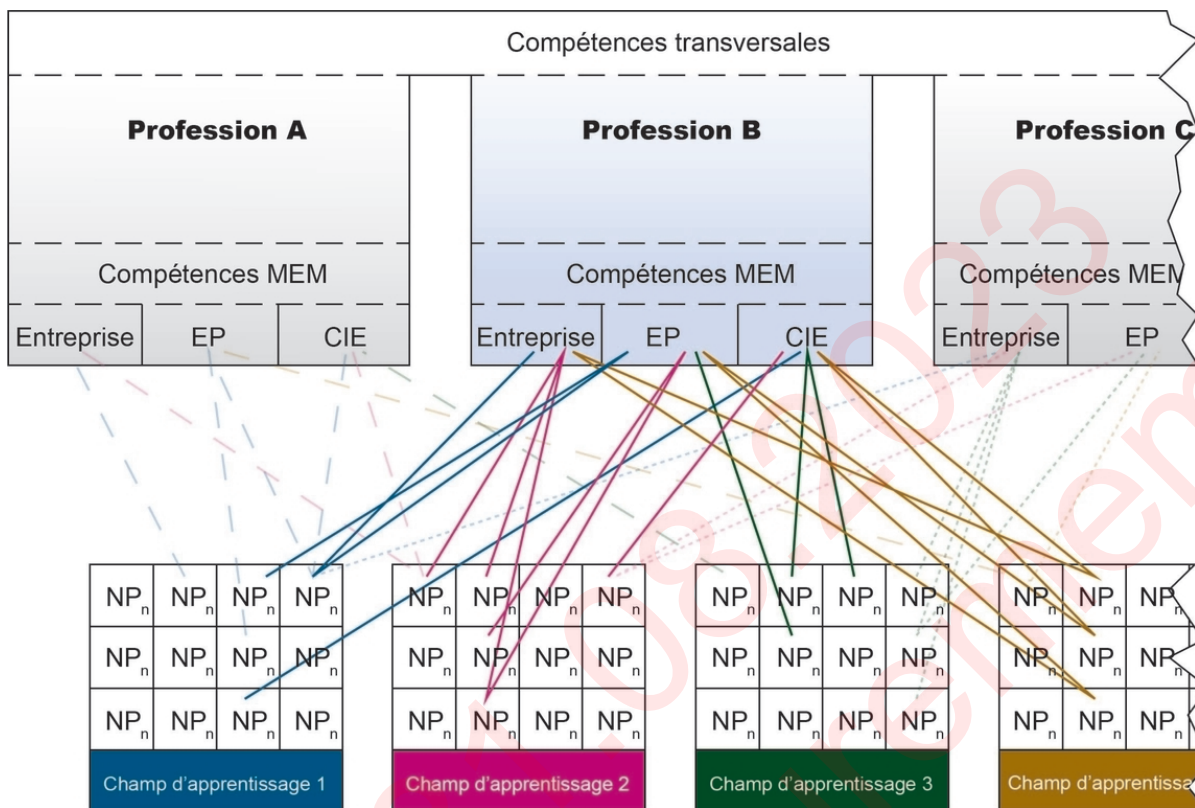 Compétences transversales
Profession A Profession B Profession C
Compétences MEM Compétences MEM Compétences MEM
Entreprise EP CIE Entreprise EP CIE Entreprise EP
NPn NPn NPn NPn NPn NPn NPn NPn NPn NPn NPn NPn NPn NPn NPn
NPn NPn NPn NPn NPn NPn NPn NPn NPn NPn NPn NPn NPn NPn NPn
NPn NPn NPn NPn NPn NPn NPn NPn NPn NPn NPn NPn NPn NPn NPn
Champ d'apprentissage 1 Champ d'apprentissage 2 Champ d'apprentissage 3 Champ d'apprentissa
08.2023